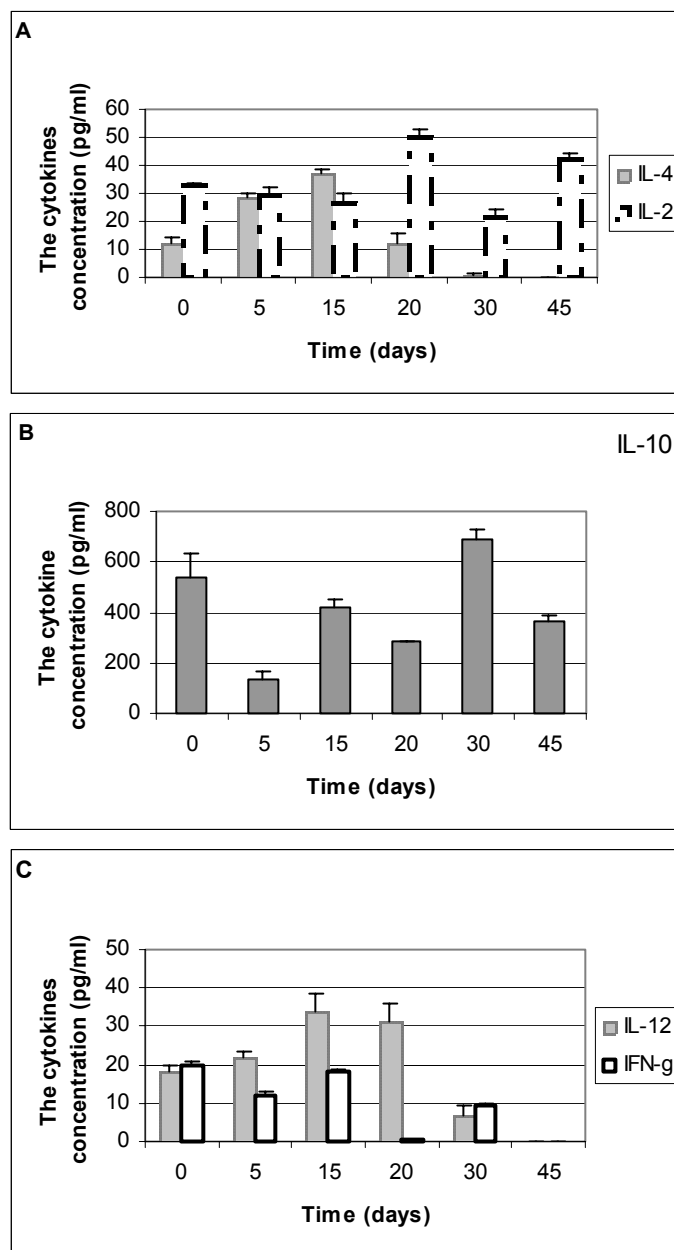 A
The cytokines
concentration (pg/ml)
60
50
40
30
20
10
0
0 5 15 20 30 45
Time (days)
IL-4
IL-2
B
IL-10
The cytokine
concentration (pg/ml)
800
600
400
200
0
0 5 15 20 30 45
Time (days)
C
The cytokines
concentration (pg/ml)
50
40
30
20
10
0
0 5 15 20 30 45
Time (days)
IL-12
IFN-g